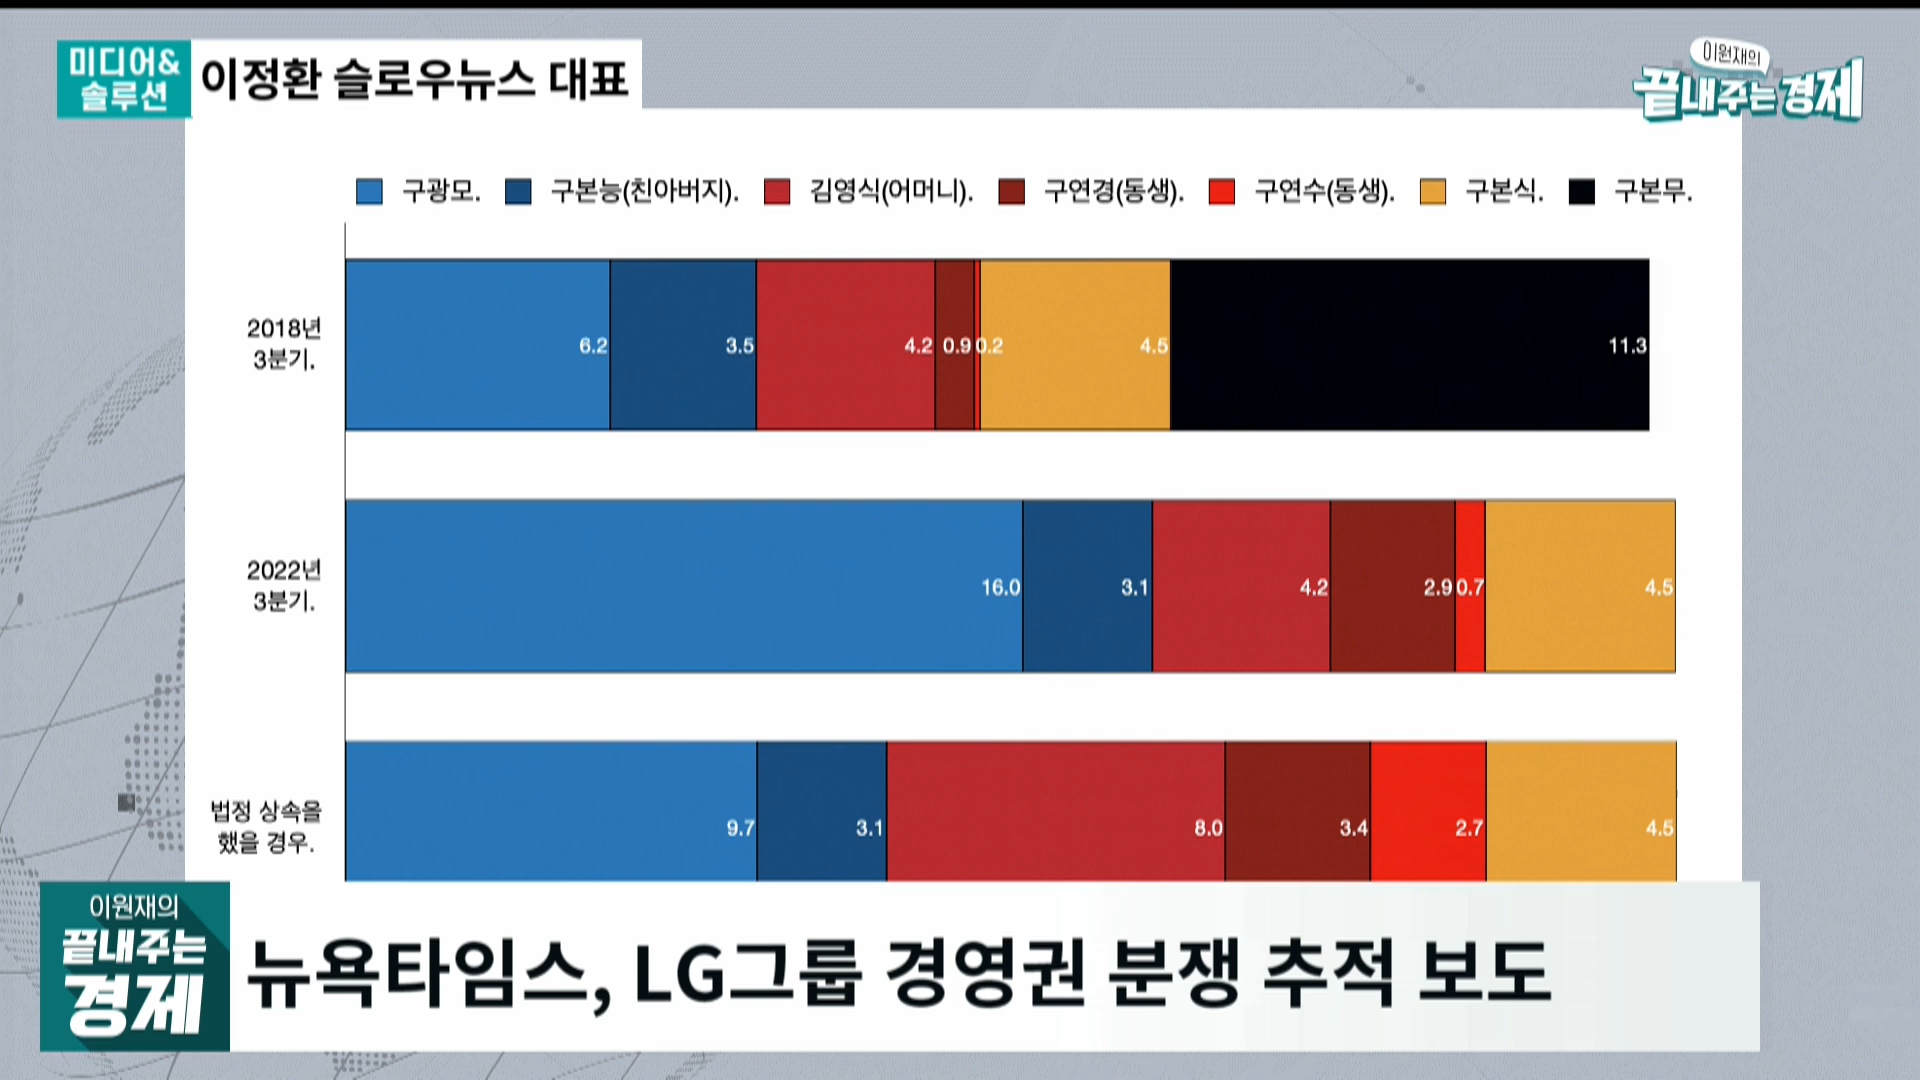 미디어&
솔루션
이정환 슬로우뉴스 대표
이원재의
끝내주는 경제
구광모. 구본능(친아버지). 김영식(어머니). 구연경(동생). 구연수(동생). 구본식. 구본무.
2018년
3분기.
6.2 3.5 4.2 0.9 0.2 4.5 11.3
2022년
3분기.
16.0 3.1 4.2 2.9 0.7 4.5
법정 상속을
했을 경우.
9.7 3.1 8.0 3.4 2.7 4.5
이원재의
끝내주는
경제
뉴욕타임스, LG그룹 경영권 분쟁 추적 보도